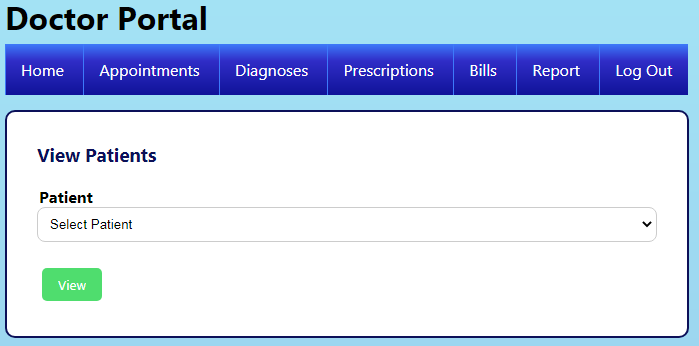 Doctor Portal
Home Appointments Diagnoses Prescriptions Bills Report Log Out
View Patients
Patient
Select Patient
View